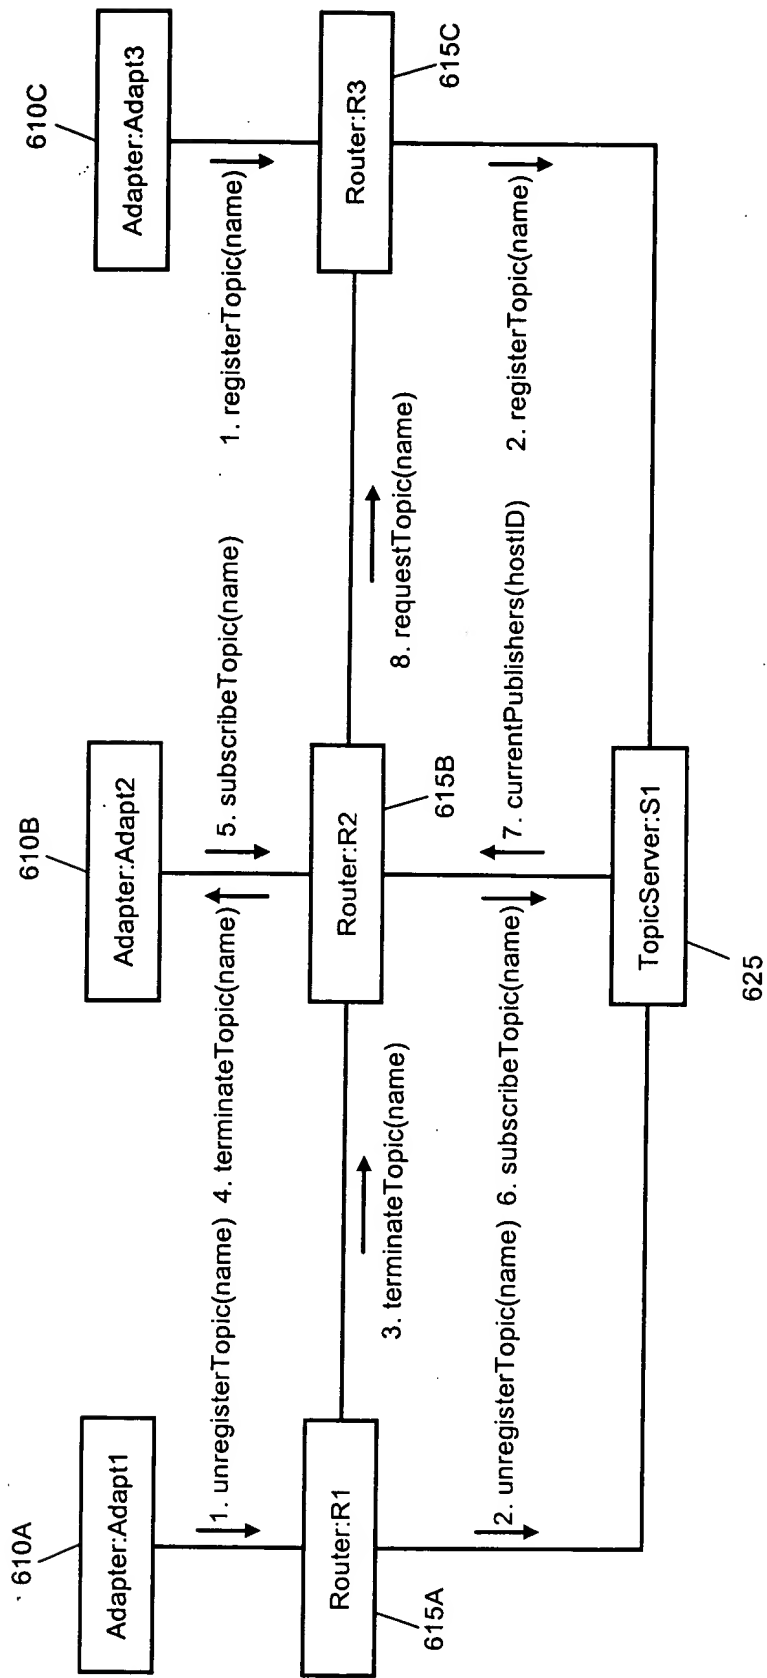 610A
610B
610C
Adapter:Adapt1
Adapter:Adapt2
Adapter:Adapt3
1. unregisterTopic(name)
4. terminateTopic(name)
5. subscribeTopic(name)
1. registerTopic(name)
Router:R1
Router:R2
Router:R3
615A
615B
615C
3. terminateTopic(name)
8. requestTopic(name)
2. unregisterTopic(name)
6. subscribeTopic(name)
7. currentPublishers(hostID)
2. registerTopic(name)
TopicServer:S1
625